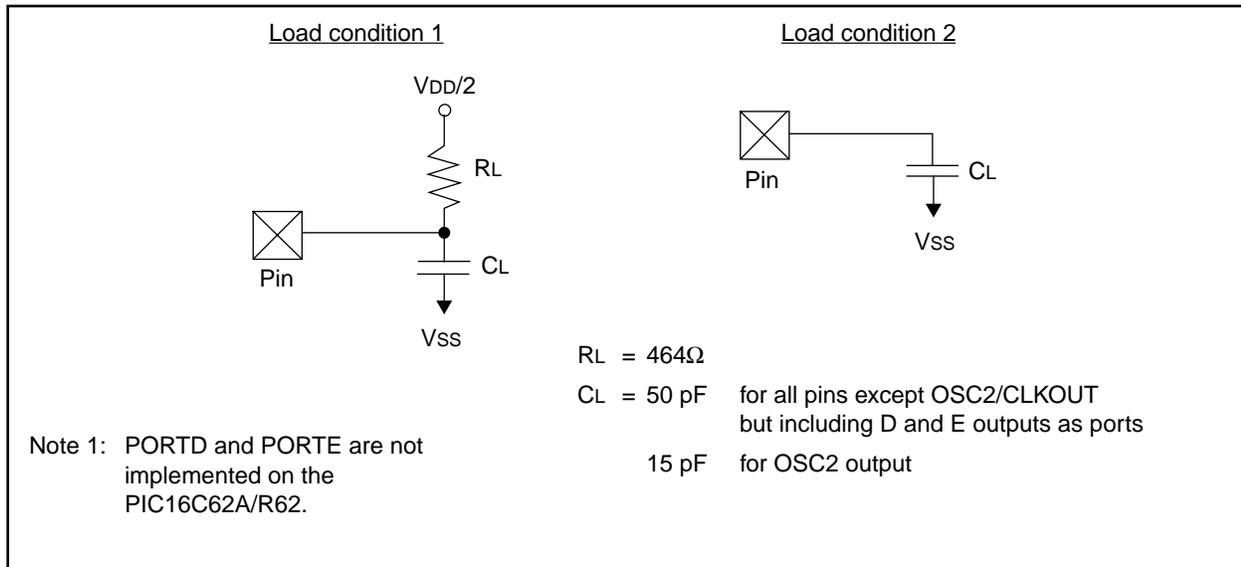 Load condition 1
VDD/2
RL
Pin
CL
VSS
Load condition 2
Pin
CL
VSS
RL = 464Ω
CL = 50 pF for all pins except OSC2/CLKOUT
but including D and E outputs as ports
15 pF for OSC2 output
Note 1: PORTD and PORTE are not
implemented on the
PIC16C62A/R62.